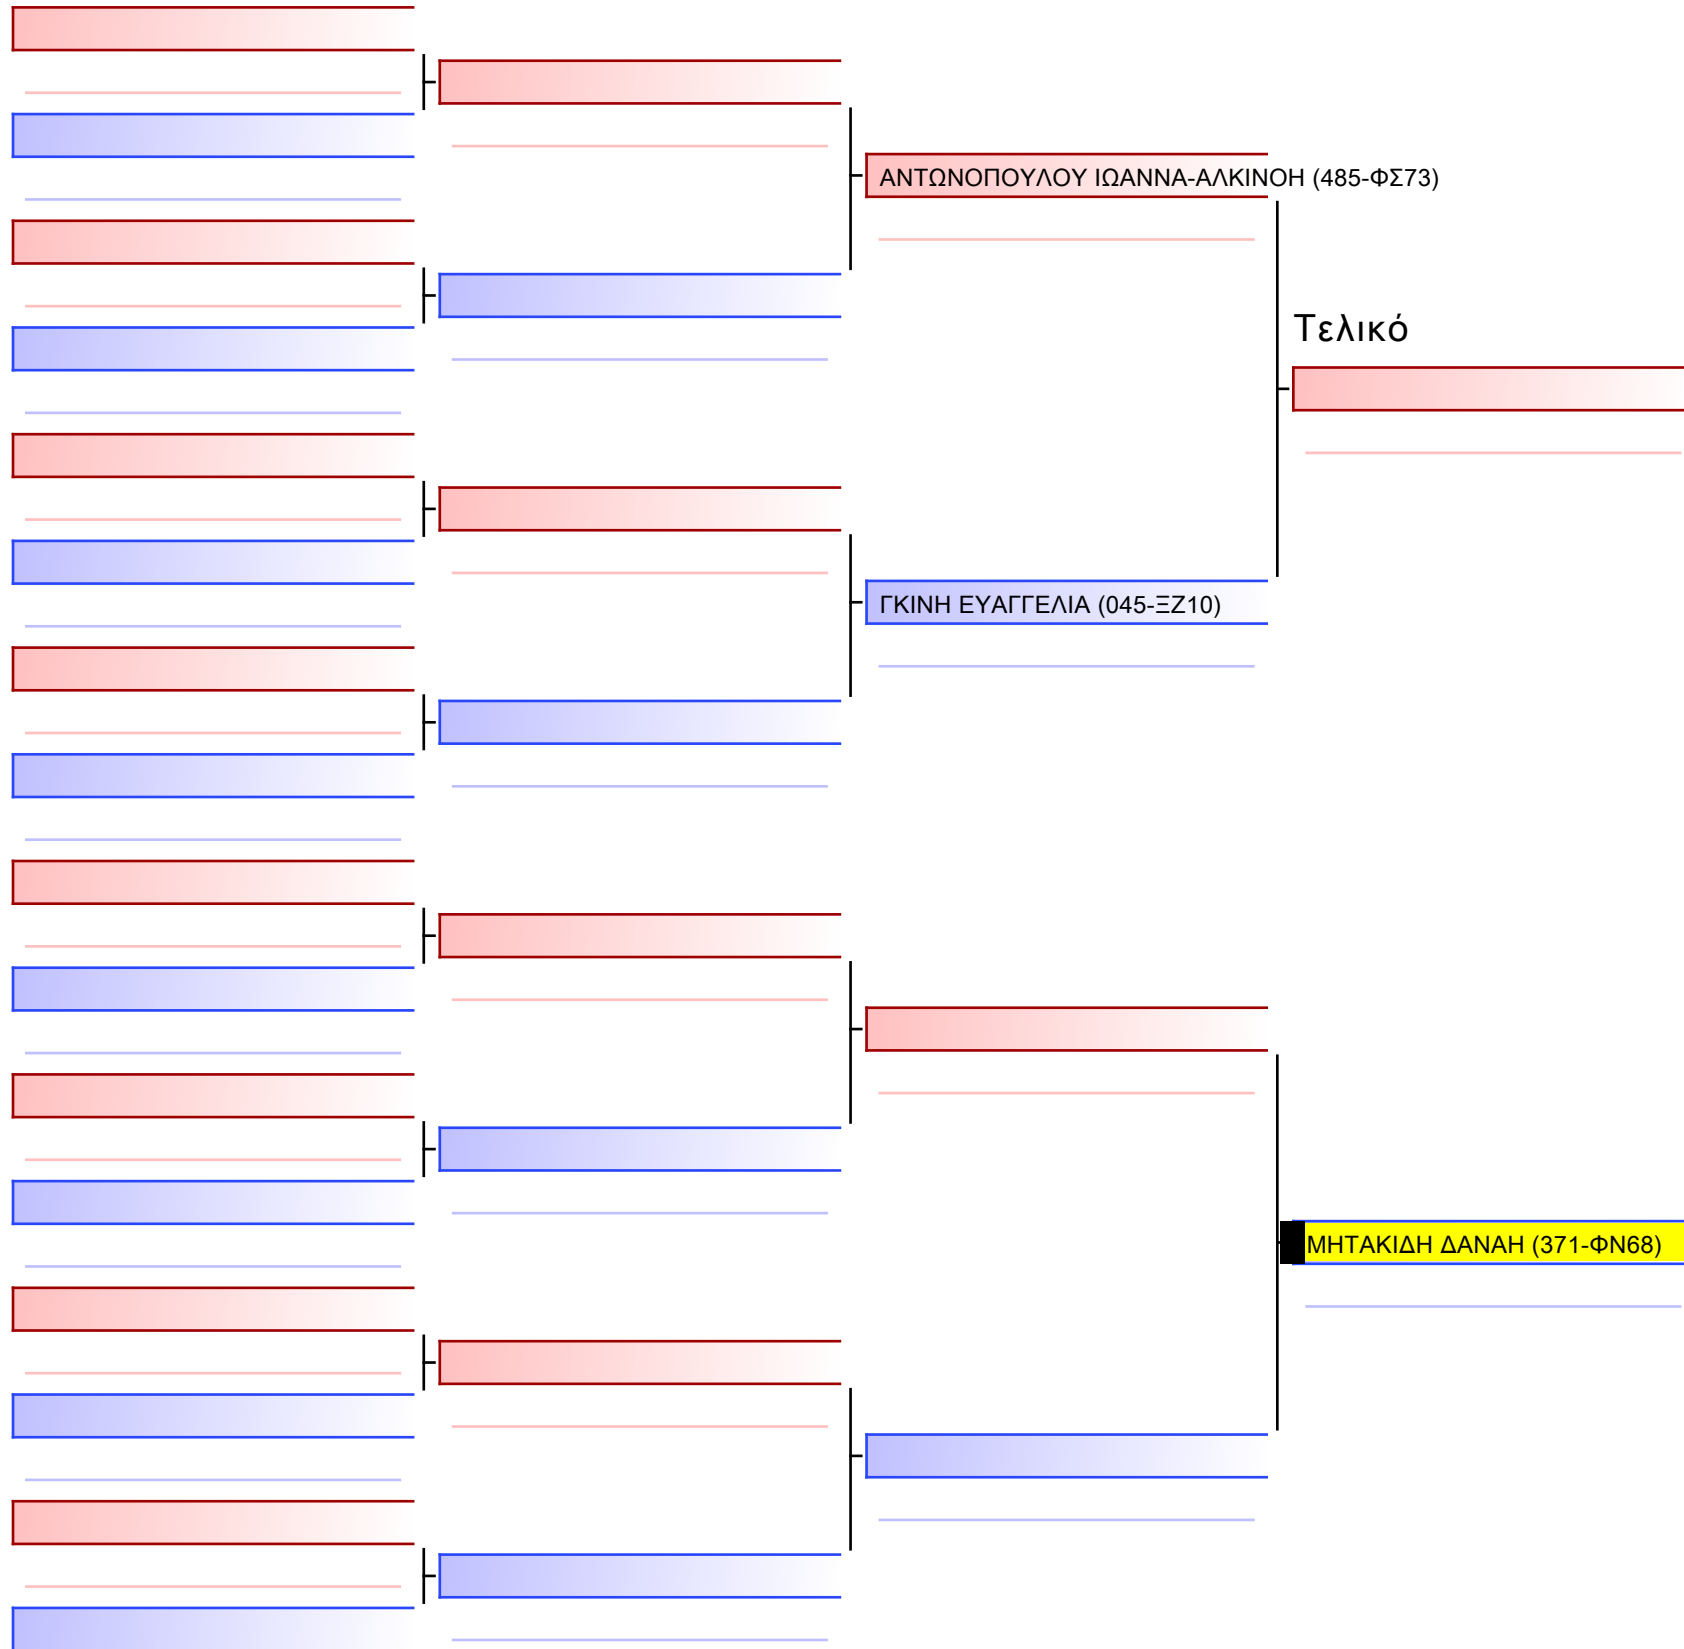 ΑΝΤΩΝΟΠΟΥΛΟΥ ΙΩΑΝΝΑ-ΑΛΚΙΝΟΗ (485-ΦΣ73)
Τελικό
ΓΚΙΝΗ ΕΥΑΓΓΕΛΙΑ (045-ΞΖ10)
ΜΗΤΑΚΙΔΗ ΔΑΝΑΗ (371-ΦΝ68)